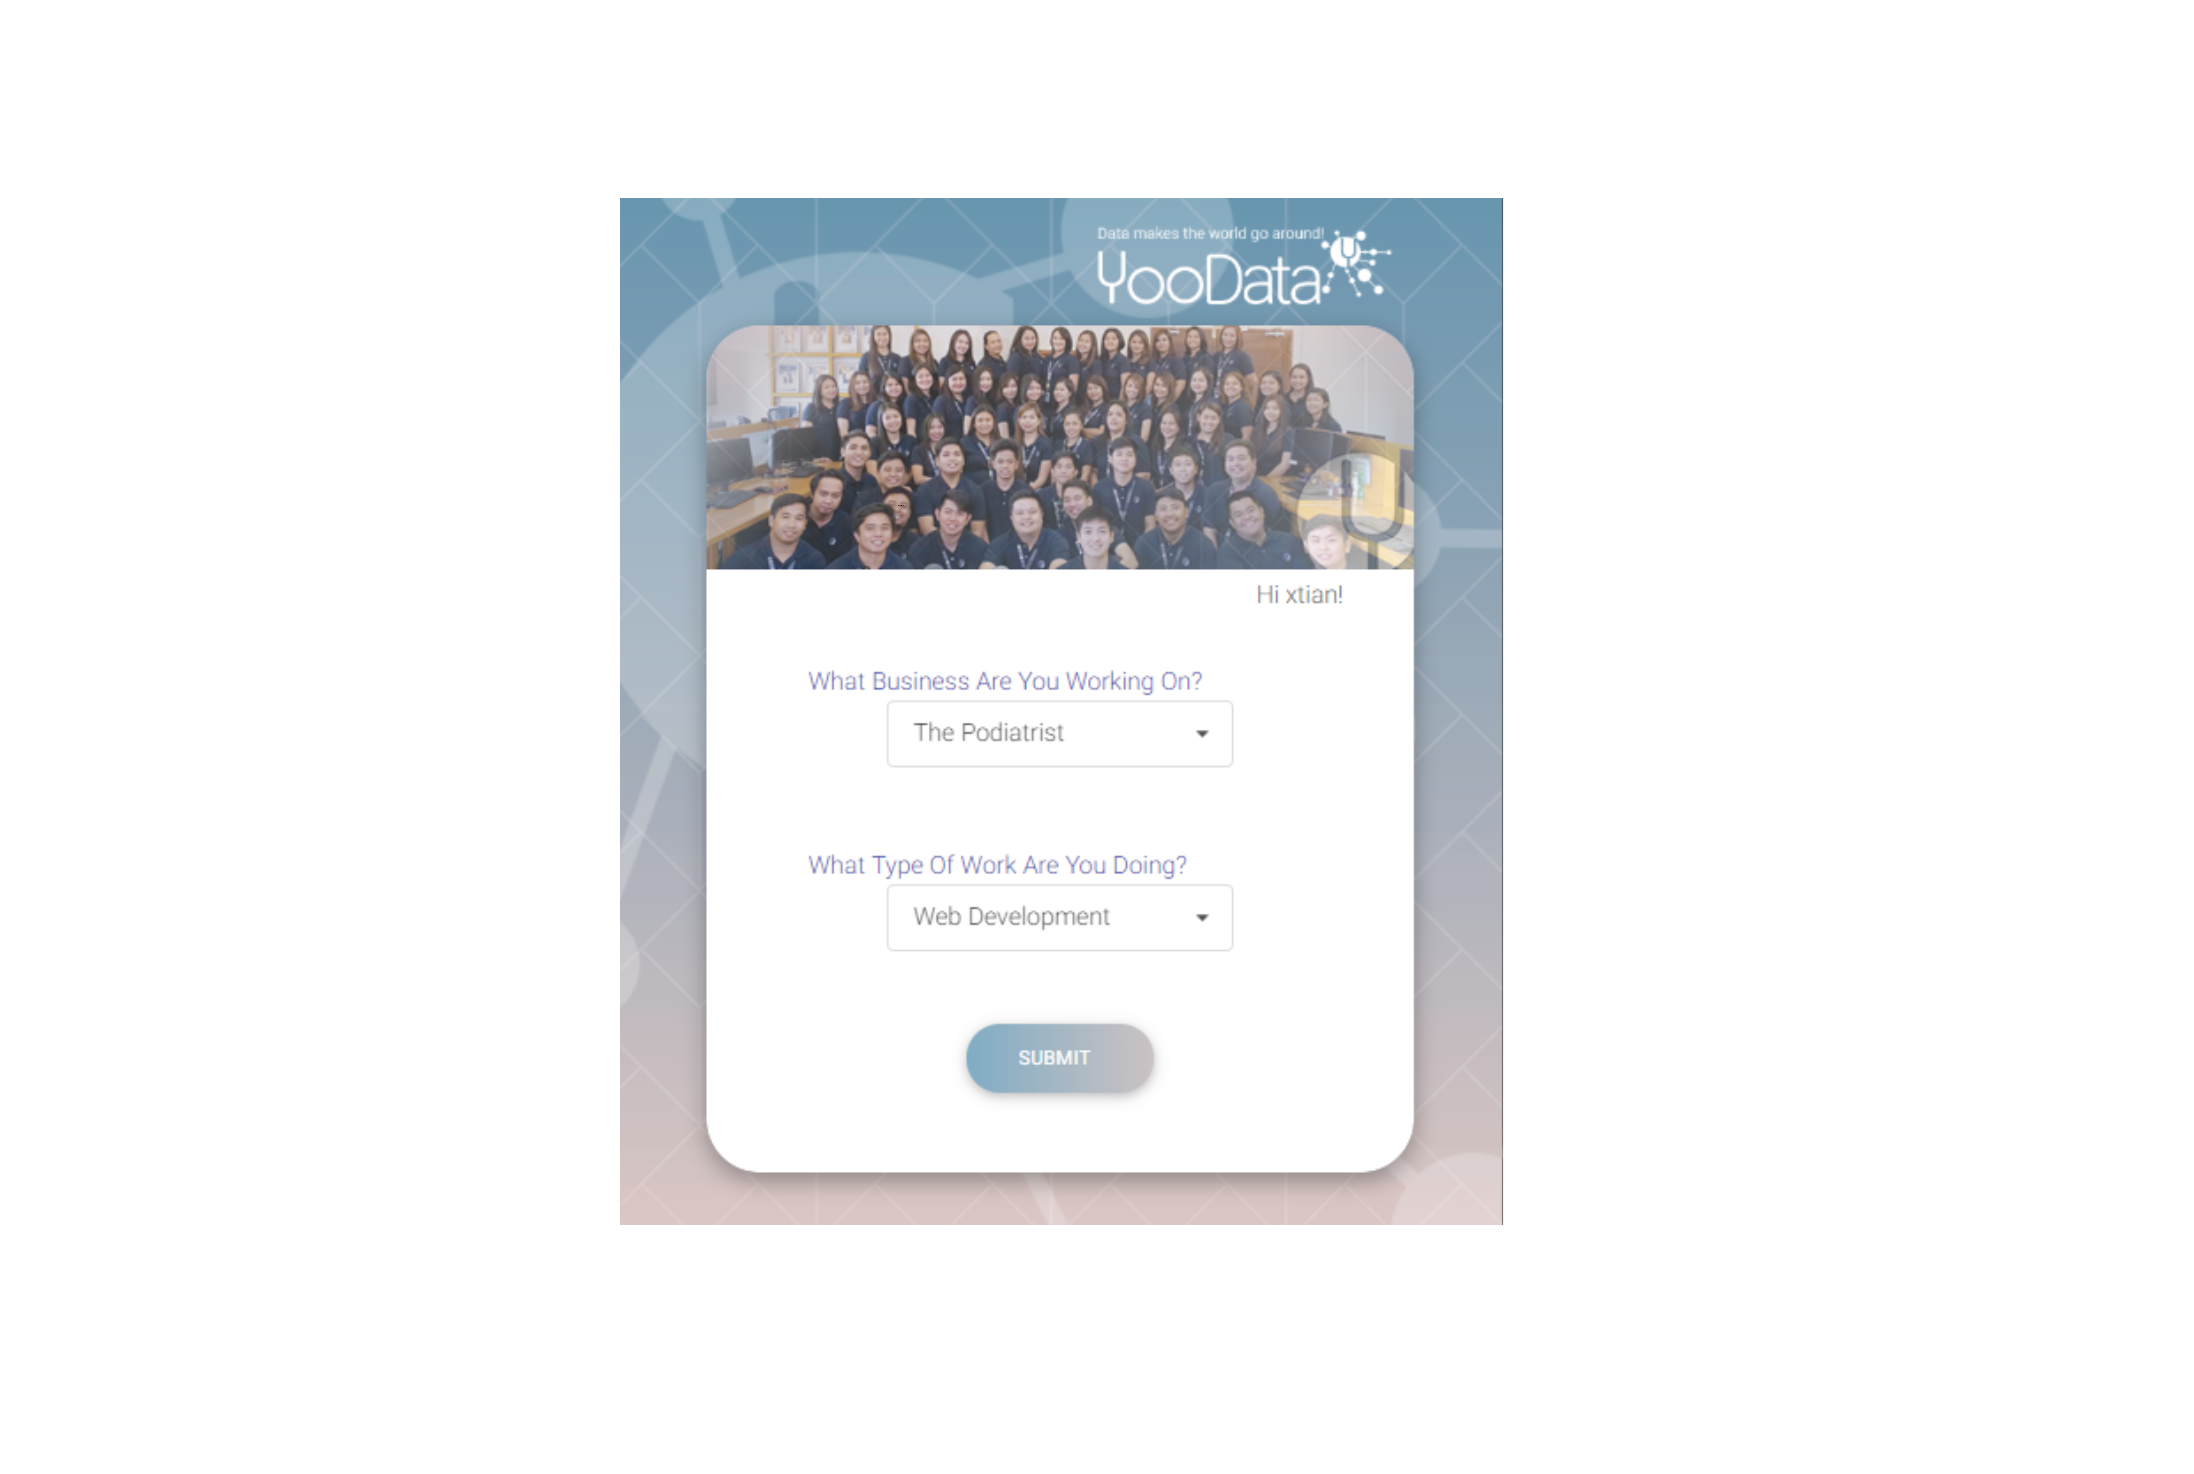 Data makes the world go around!
YooData
Hi xtian!
What Business Are You Working On?
The Podiatrist
What Type Of Work Are You Doing?
Web Development
SUBMIT